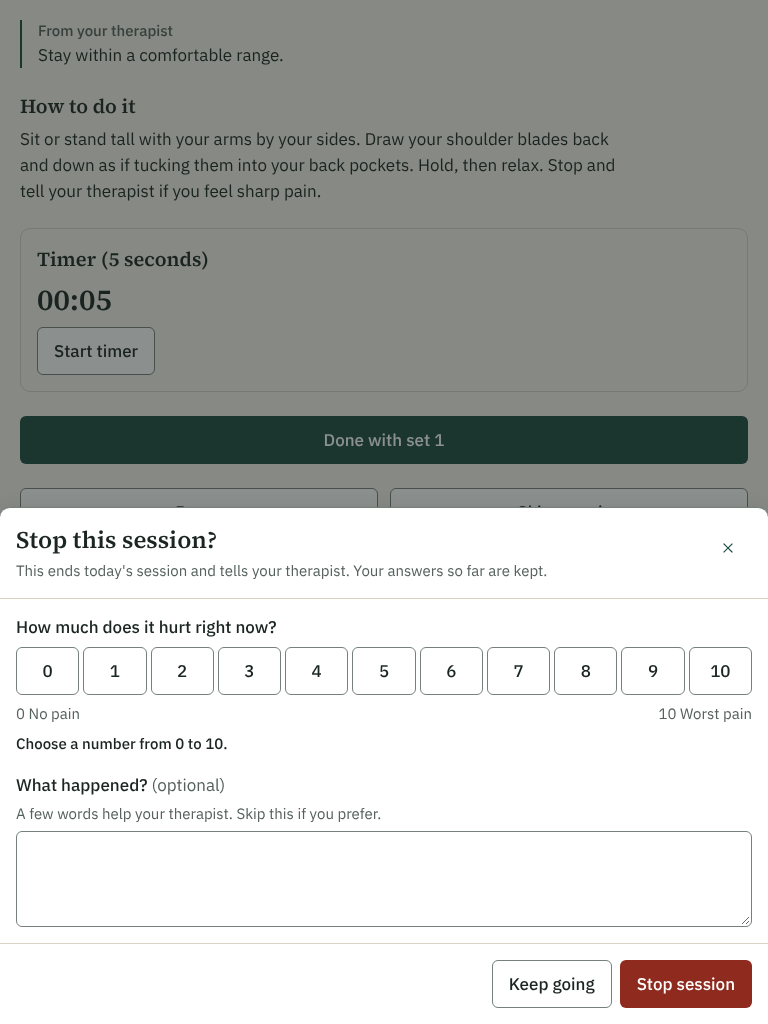 From your therapist
Stay within a comfortable range.
How to do it
Sit or stand tall with your arms by your sides. Draw your shoulder blades back
and down as if tucking them into your back pockets. Hold, then relax. Stop and
tell your therapist if you feel sharp pain.
Timer (5 seconds)
00:05
Start timer
Done with set 1
Stop this session?
This ends today's session and tells your therapist. Your answers so far are kept.
How much does it hurt right now?
0 1 2 3 4 5 6 7 8 9 10
0 No pain 10 Worst pain
Choose a number from 0 to 10.
What happened? (optional)
A few words help your therapist. Skip this if you prefer.
Keep going Stop session